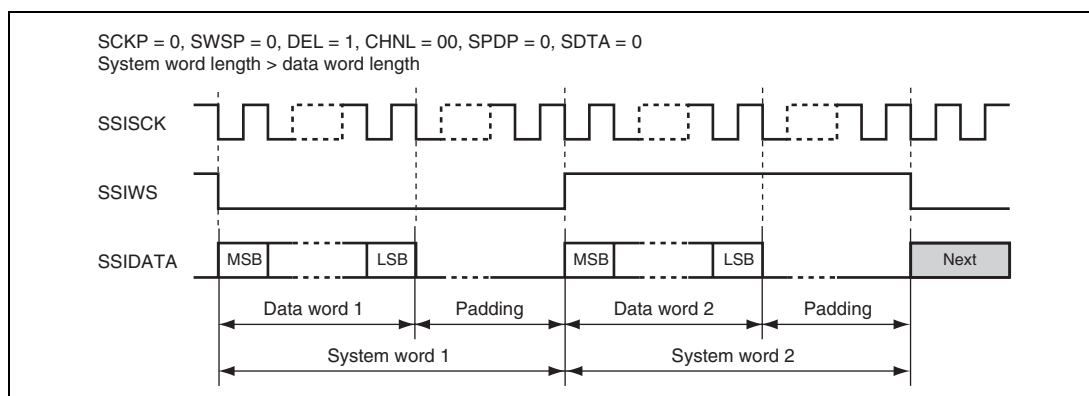 SCKP = 0, SWSP = 0, DEL = 1, CHNL = 00, SPDP = 0, SDTA = 0
System word length > data word length
SSISCK
SSIWS
SSIDATA
MSB
LSB
MSB
LSB
Next
Data word 1
Padding
Data word 2
Padding
System word 1
System word 2